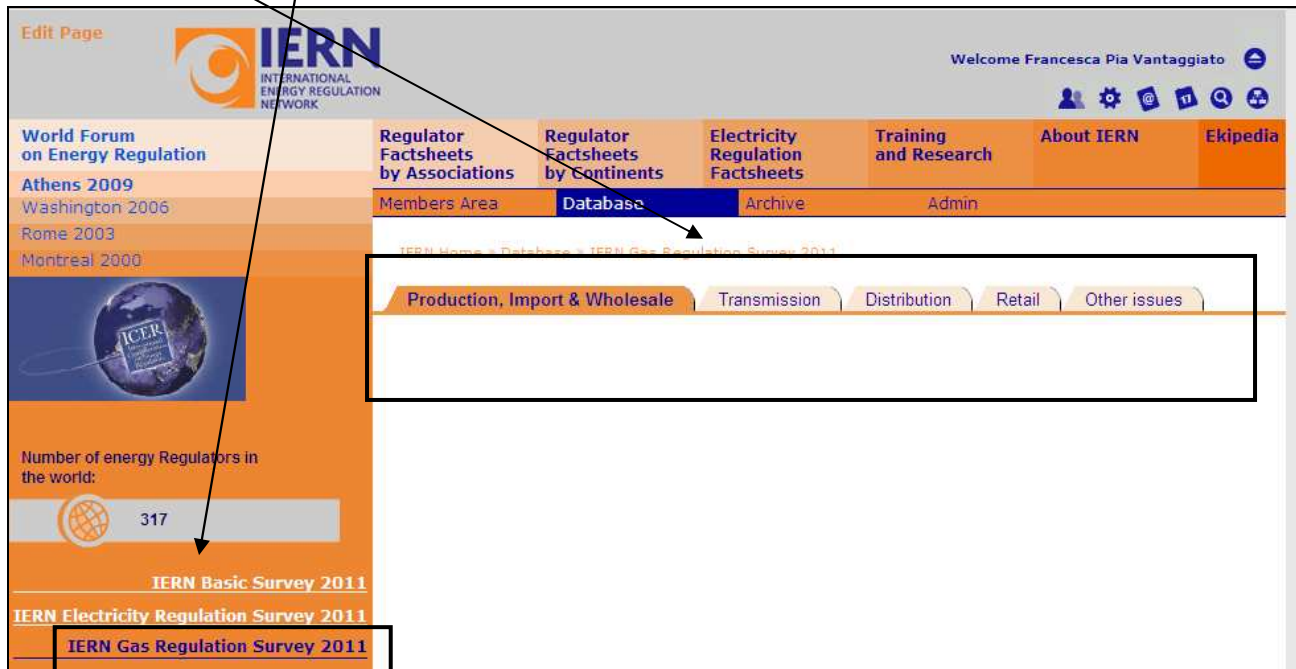 Edit Page
IERN
INTERNATIONAL
ENERGY REGULATION
NETWORK
Welcome Francesca Pia Vantaggiato
World Forum
on Energy Regulation
Athens 2009
Washington 2006
Rome 2003
Montreal 2000
Regulator
Factsheets
by Associations
Regulator
Factsheets
by Continents
Electricity
Regulation
Factsheets
Training
and Research
About IERN
Ekipedia
Members Area Database Archive Admin
IERN Home » Database » IERN Gas Regulation Survey 2011
Production, Import & Wholesale Transmission Distribution Retail Other issues
ICER
Number of energy Regulators in
the world:
317
IERN Basic Survey 2011
IERN Electricity Regulation Survey 2011
IERN Gas Regulation Survey 2011